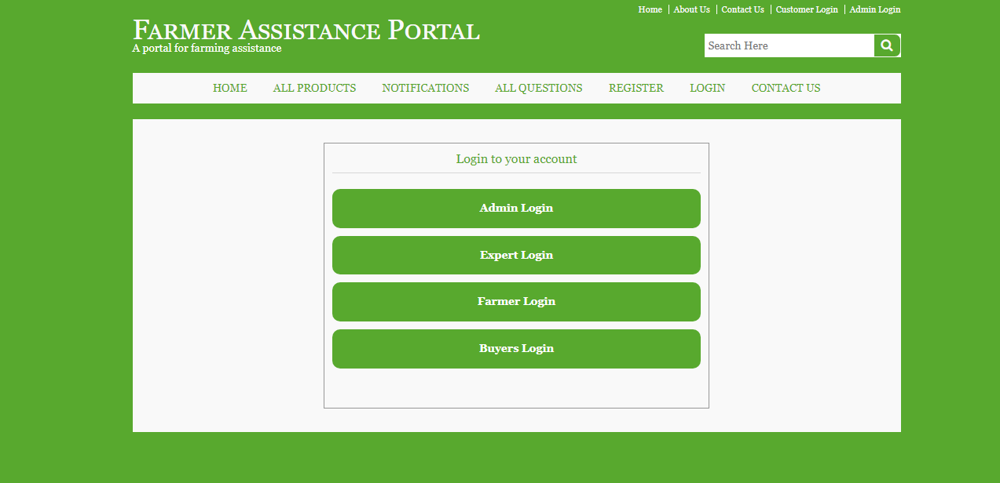 Home About Us Contact Us Customer Login Admin Login
Farmer Assistance Portal
A portal for farming assistance
Search Here
HOME ALL PRODUCTS NOTIFICATIONS ALL QUESTIONS REGISTER LOGIN CONTACT US
Login to your account
Admin Login
Expert Login
Farmer Login
Buyers Login